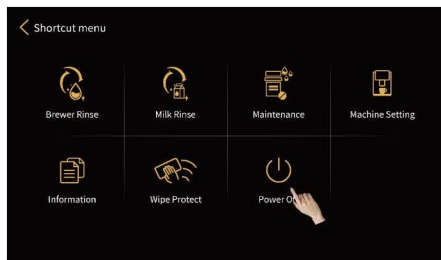 Shortcut menu
Brewer Rinse
Milk Rinse
Maintenance
Machine Setting
Information
Wipe Protect
Power